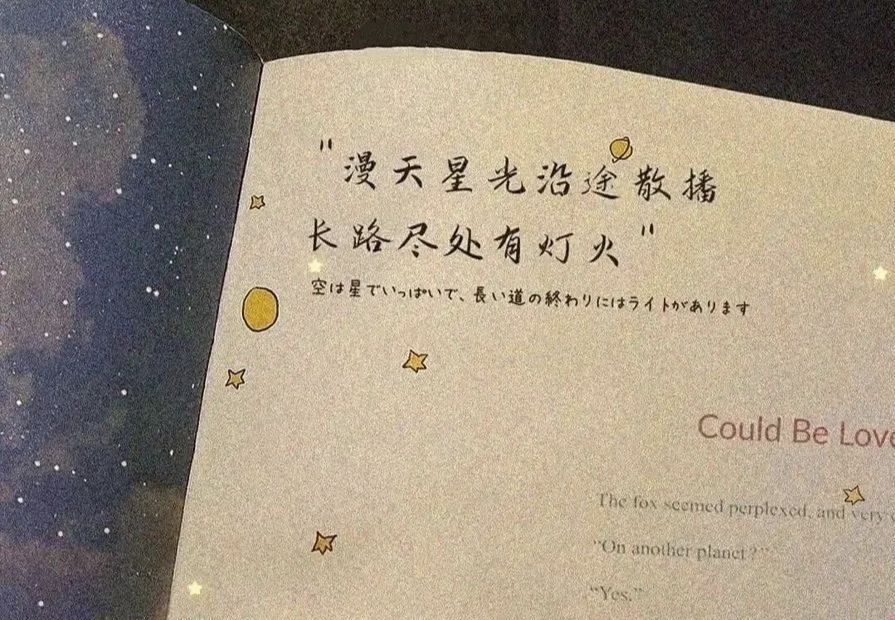 "漫天星光沿途散播
长路尽处有灯火"
空は星でいっぱいで、長い道の終わりにはライトがあります
Could Be Love
The fox seemed perplexed, and very
"On another planet?"
"Yes."